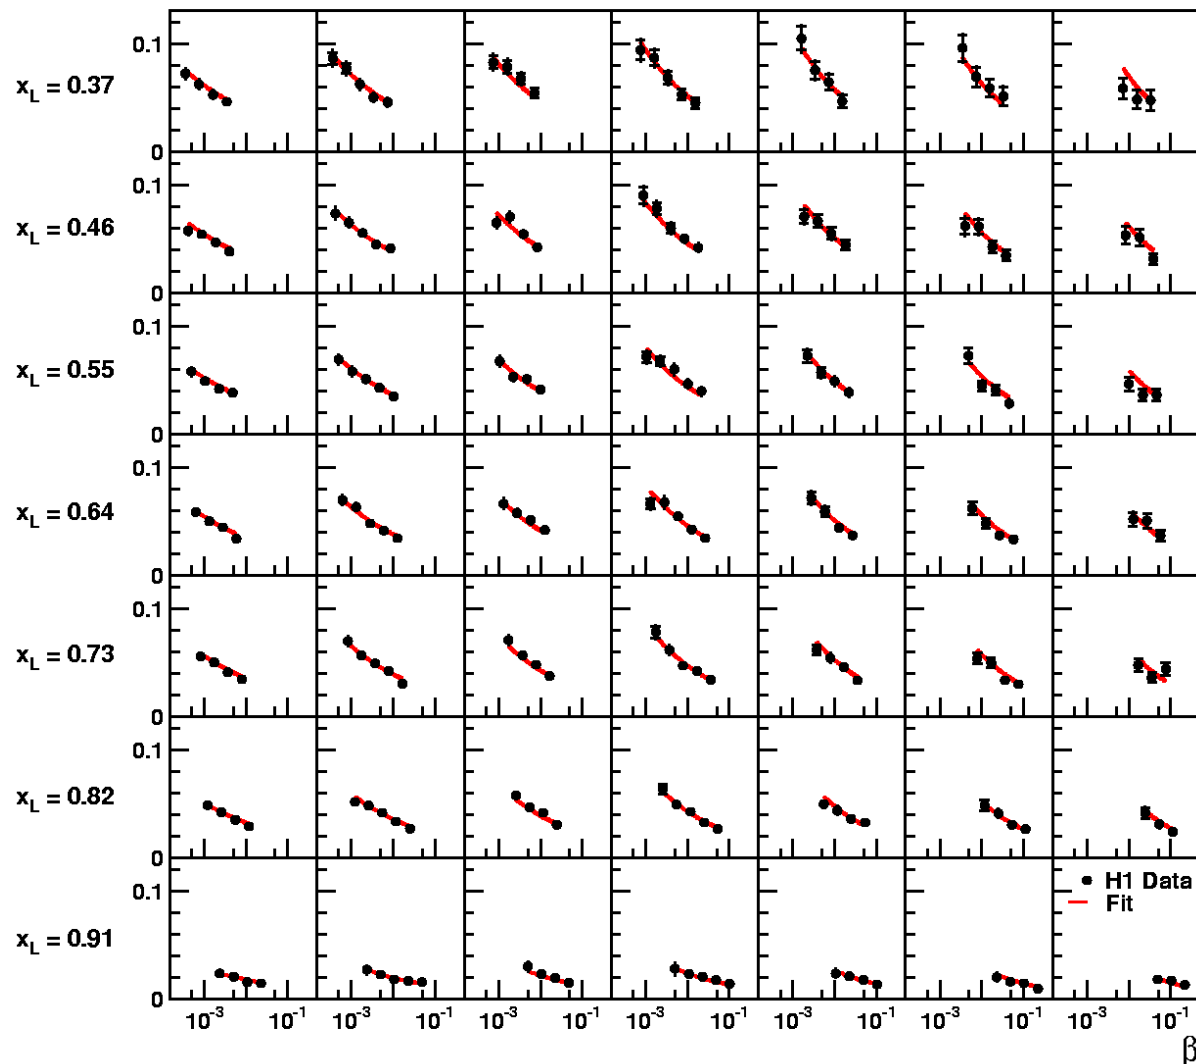 0.1
x_L = 0.37
0
0.1
x_L = 0.46
0
0.1
x_L = 0.55
0
0.1
x_L = 0.64
0
0.1
x_L = 0.73
0
0.1
x_L = 0.82
0
H1 Data
0.1
Fit
x_L = 0.91
0
10^-3 10^-1 10^-3 10^-1 10^-3 10^-1 10^-3 10^-1 10^-3 10^-1 10^-3 10^-1 10^-3 10^-1
β